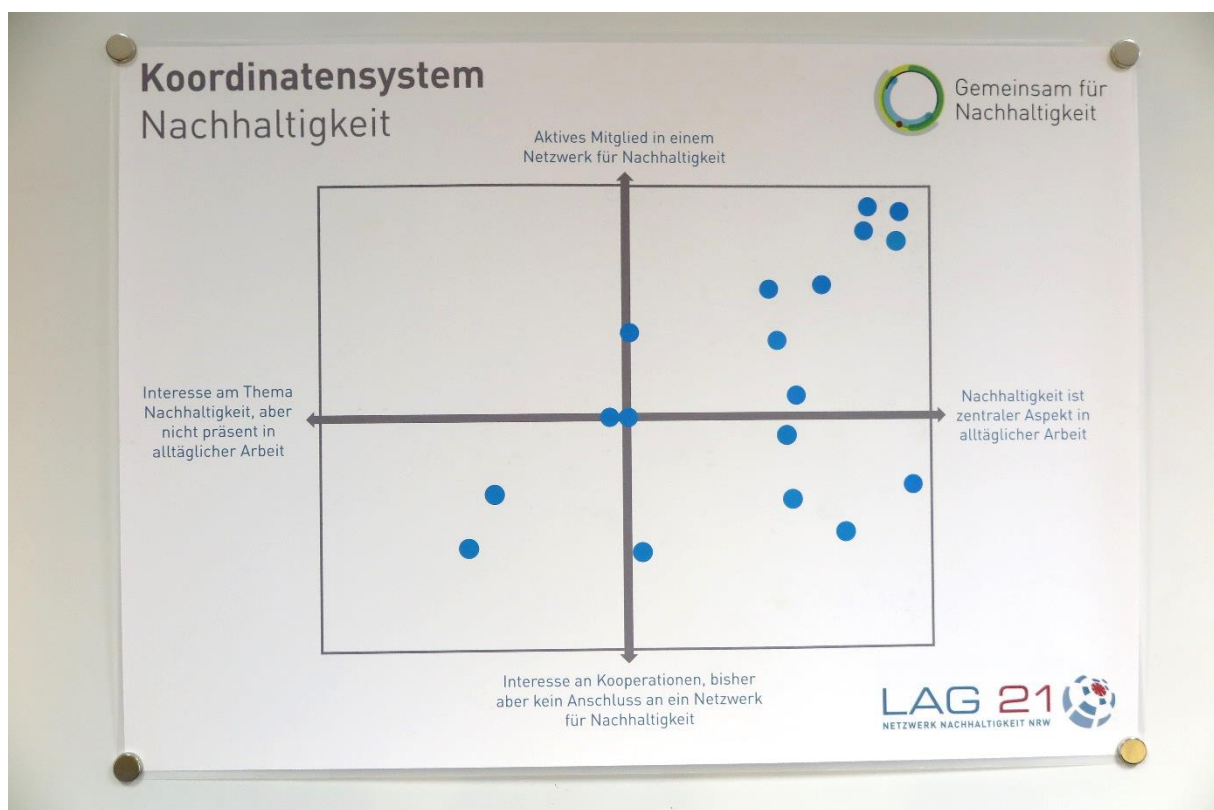 Koordinatensystem
Nachhaltigkeit
Gemeinsam für
Nachhaltigkeit
Aktives Mitglied in einem
Netzwerk für Nachhaltigkeit
Interesse am Thema
Nachhaltigkeit, aber
nicht präsent in
alltäglicher Arbeit
Nachhaltigkeit ist
zentraler Aspekt in
alltäglicher Arbeit
Interesse an Kooperationen, bisher
aber kein Anschluss an ein Netzwerk
für Nachhaltigkeit
LAG 21
NETZWERK NACHHALTIGKEIT NRW